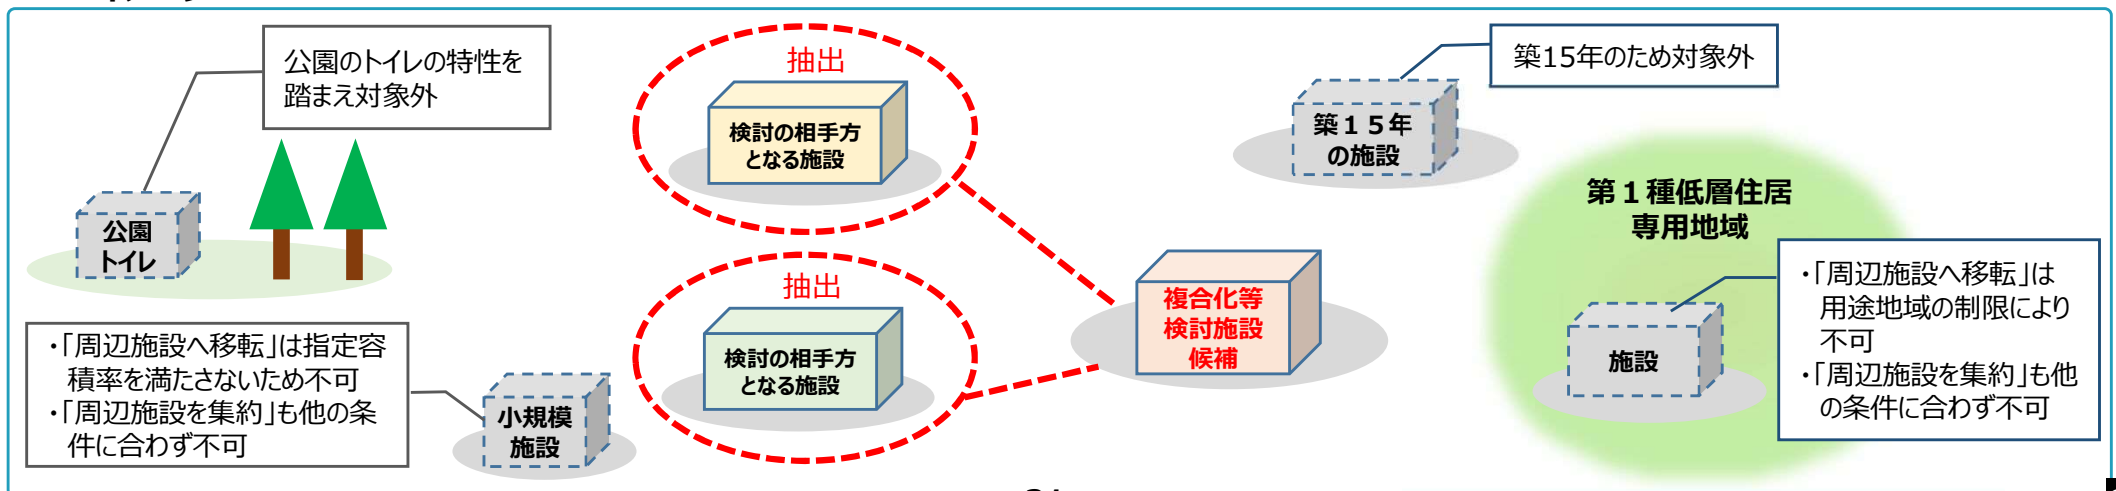 公園のトイレの特性を
踏まえ対象外
公園
トイレ
抽出
検討の相手方
となる施設
築15年のため対象外
築１５年
の施設
第１種低層住居
専用地域
・「周辺施設へ移転」は指定容
積率を満たさないため不可
・「周辺施設を集約」も他の条
件に合わず不可
小規模
施設
抽出
検討の相手方
となる施設
複合化等
検討施設
候補
施設
・「周辺施設へ移転」は
用途地域の制限により
不可
・「周辺施設を集約」も他
の条件に合わず不可